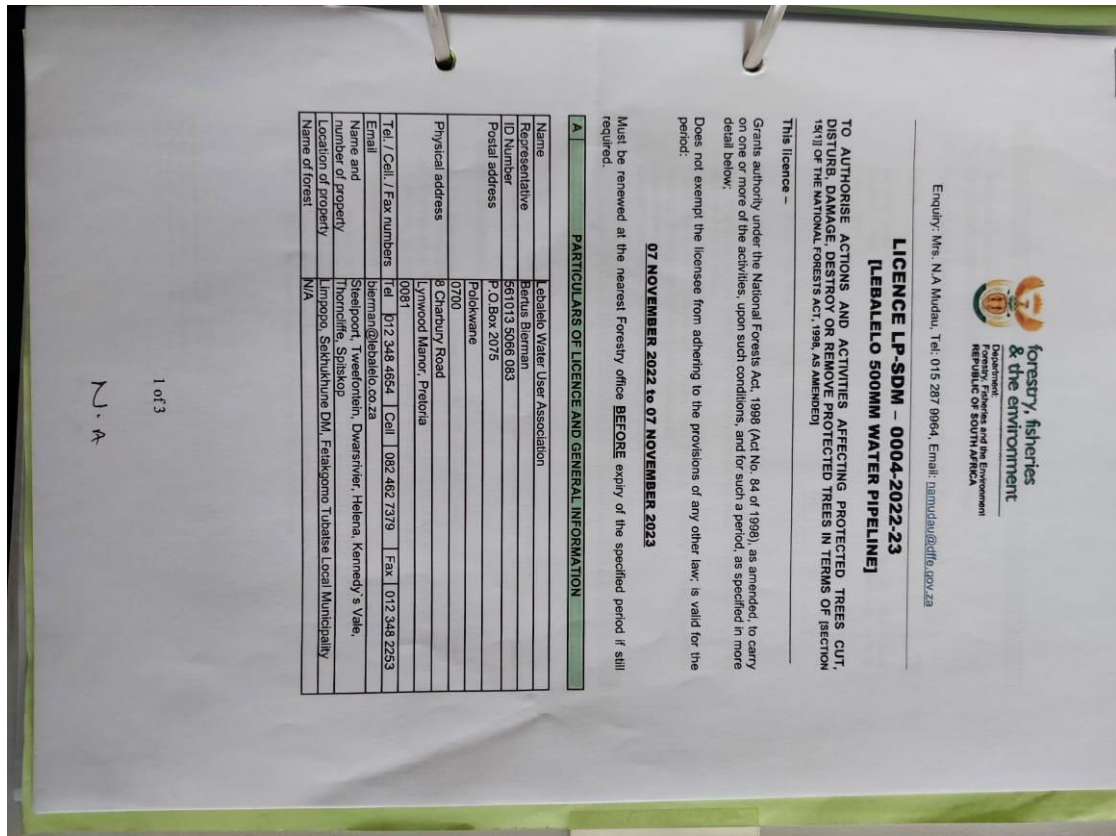 forestry, fisheries
& the environment
Department:
Forestry, Fisheries and the Environment
REPUBLIC OF SOUTH AFRICA
Enquiry: Mrs. N.A Mudau, Tel: 015 287 9964, Email: namudau@dffe.gov.za
LICENCE LP-SDM – 0004-2022-23
[LEBALELO 500MM WATER PIPELINE]
TO AUTHORISE ACTIONS AND ACTIVITIES AFFECTING PROTECTED TREES CUT,
DISTURB, DAMAGE, DESTROY OR REMOVE PROTECTED TREES IN TERMS OF [SECTION
15(1)] OF THE NATIONAL FORESTS ACT, 1998, AS AMENDED]
This licence –
Grants authority under the National Forests Act, 1998 (Act No. 84 of 1998), as amended, to carry
on one or more of the activities, upon such conditions, and for such a period, as specified in more
detail below;
Does not exempt the licensee from adhering to the provisions of any other law; is valid for the
period:
07 NOVEMBER 2022 to 07 NOVEMBER 2023
Must be renewed at the nearest Forestry office BEFORE expiry of the specified period if still
required.
A PARTICULARS OF LICENCE AND GENERAL INFORMATION
Name Lebalelo Water User Association
Representative Bertus Bierman
ID Number 561013 5066 083
Postal address P.O.Box 2075
Polokwane
0700
Physical address 8 Charbury Road
Lynwood Manor, Pretoria
0081
Tel. / Cell. / Fax numbers Tel 012 348 4654 Cell 082 462 7379 Fax 012 348 2253
Email bierman@lebalelo.co.za
Name and number of property Steelpoort, Tweefontein, Dwarsrivier, Helena, Kennedy's Vale,
Thorncliffe, Spitskop
Location of property Limpopo, Sekhukhune DM, Fetakgomo Tubatse Local Municipality
Name of forest N/A
1 of 3
N.A